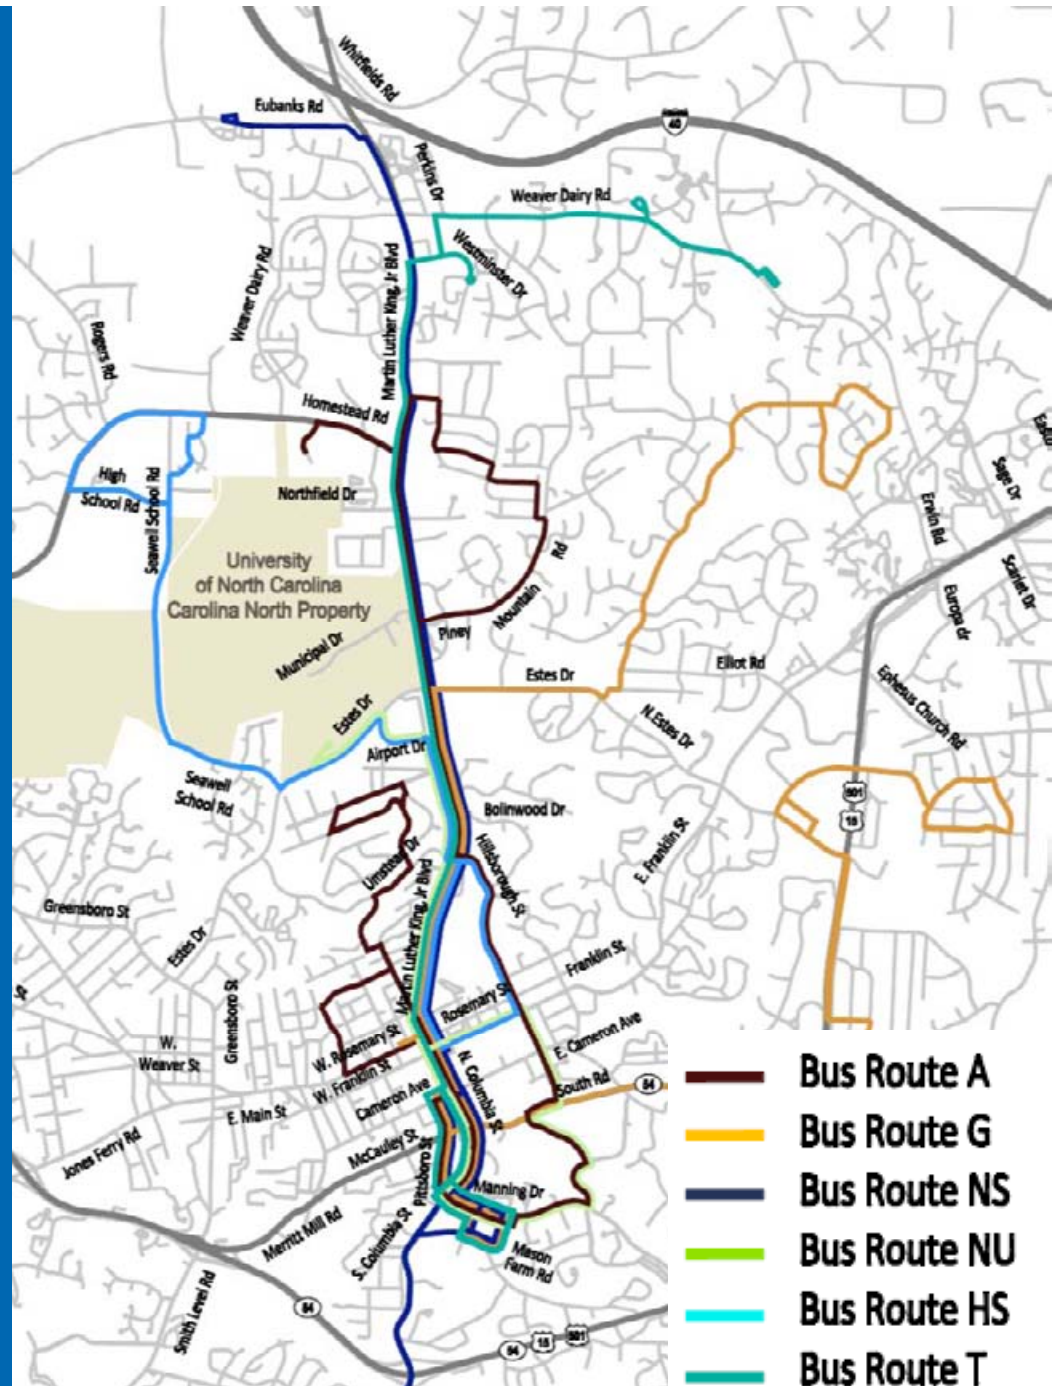 Whitfields Rd
Eubanks Rd
40
Perkins Dr
Weaver Dairy Rd
Westminster Dr
Martin Luther King, Jr Blvd
Weaver Dairy Rd
Rogers Rd
Homestead Rd
High
School Rd
Seawell School Rd
Northfield Dr
University
of North Carolina
Carolina North Property
Rd
Mountain
Piney
Municipal Dr
Sage Dr
Erwin Rd
Scarlet Dr
Europa dr
Elliot Rd
Estes Dr
Ephesus Church Rd
N.Estes Dr
Estes Dr
Airport Dr
Seawell
School Rd
501
15
Bolinwood Dr
Hillsborough St
E. Franklin St
Umstead Dr
Martin Luther King, Jr Blvd
Greensboro St
Estes Dr
Greensboro St
St
Franklin St
Rosemary St
E. Cameron Ave
W. Rosemary St
W.
Weaver St
W. Franklin St
N. Columbia St
South Rd
54
Cameron Ave
E. Main St
McCauley St
Jones Ferry Rd
Pittsboro St
Manning Dr
Merritt Mill Rd
S. Columbia St
Mason
Farm Rd
Smith Level Rd
54
54
15
501
Bus Route A
Bus Route G
Bus Route NS
Bus Route NU
Bus Route HS
Bus Route T